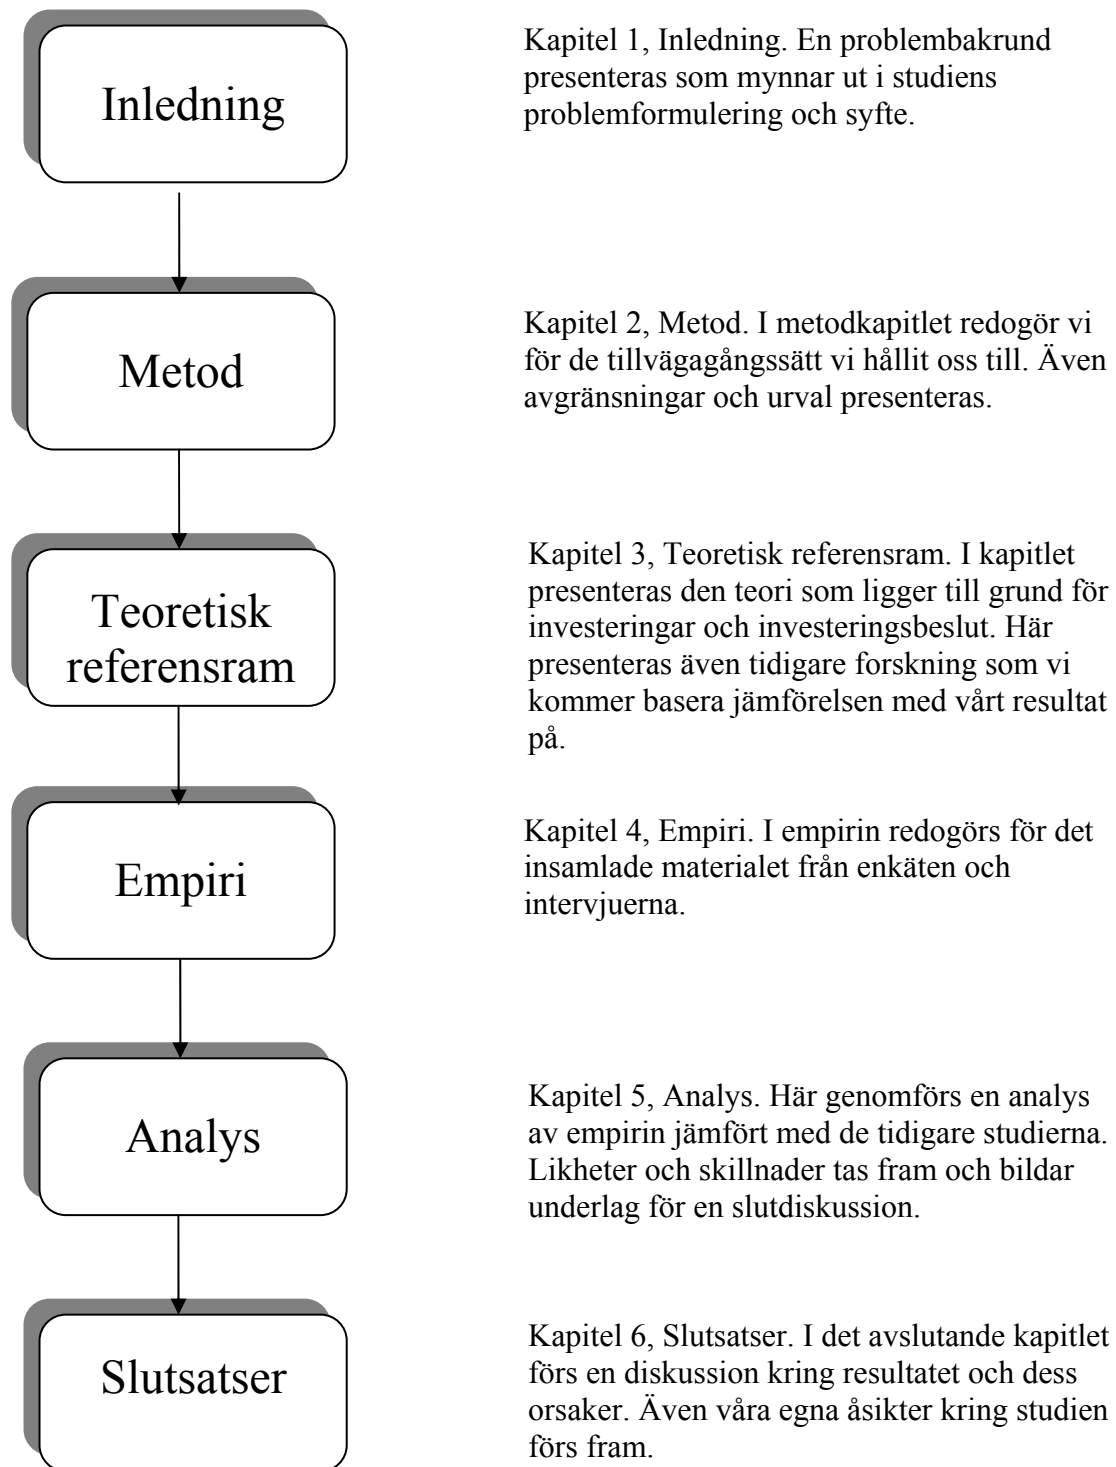 Inledning
Kapitel 1, Inledning. En problembakrund
presenteras som mynnar ut i studiens
problemformulering och syfte.
Metod
Kapitel 2, Metod. I metodkapitlet redogör vi
för de tillvägagångssätt vi hållit oss till. Även
avgränsningar och urval presenteras.
Teoretisk
referensram
Kapitel 3, Teoretisk referensram. I kapitlet
presenteras den teori som ligger till grund för
investeringar och investeringsbeslut. Här
presenteras även tidigare forskning som vi
kommer basera jämförelsen med vårt resultat
på.
Empiri
Kapitel 4, Empiri. I empirin redogörs för det
insamlade materialet från enkäten och
intervjuerna.
Analys
Kapitel 5, Analys. Här genomförs en analys
av empirin jämfört med de tidigare studierna.
Likheter och skillnader tas fram och bildar
underlag för en slutdiskussion.
Slutsatser
Kapitel 6, Slutsatser. I det avslutande kapitlet
förs en diskussion kring resultatet och dess
orsaker. Även våra egna åsikter kring studien
förs fram.